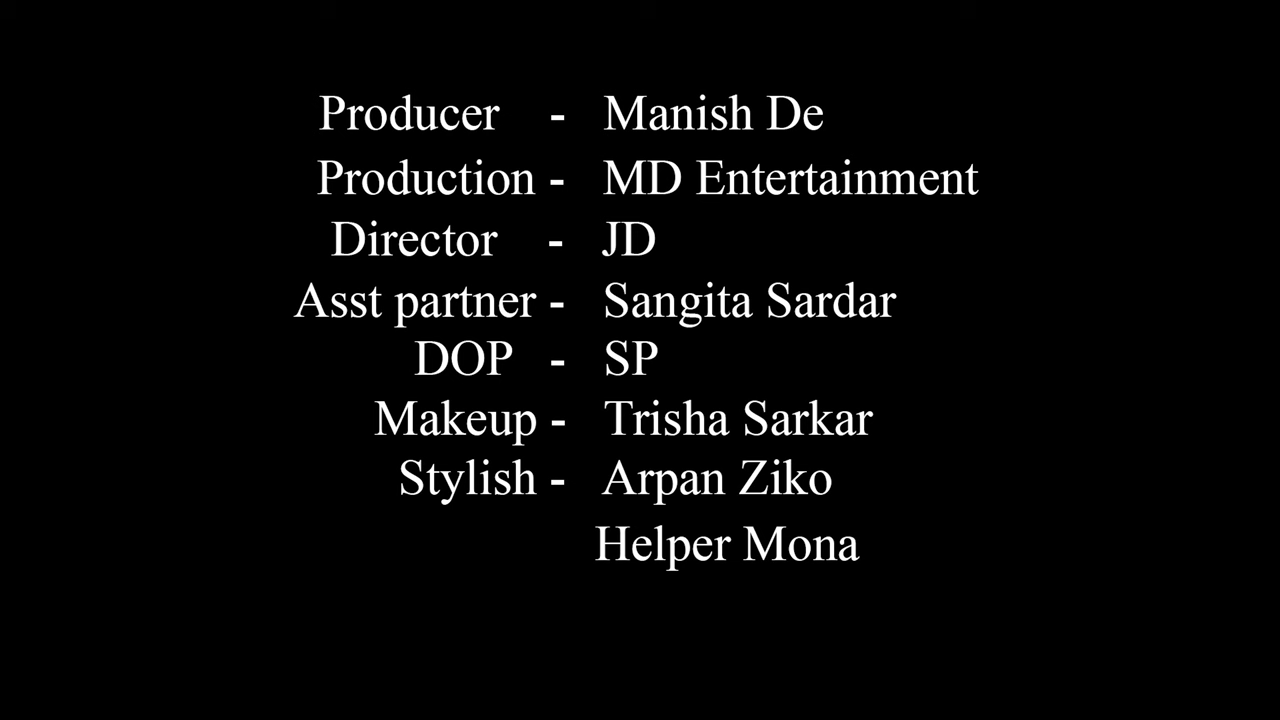 Producer - Manish De
Production - MD Entertainment
Director - JD
Asst partner - Sangita Sardar
DOP - SP
Makeup - Trisha Sarkar
Stylish - Arpan Ziko
Helper Mona